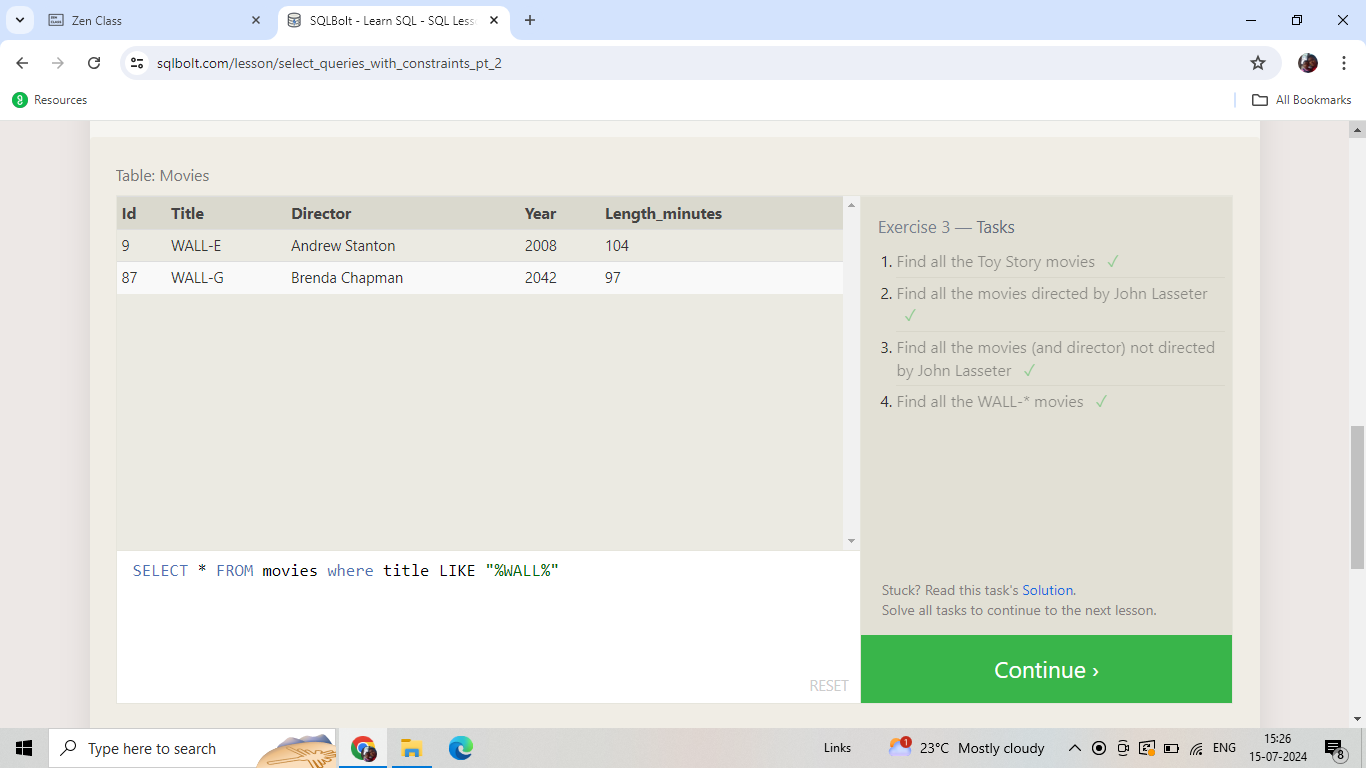 Zen Class
SQLBolt - Learn SQL - SQL Less
sqlbolt.com/lesson/select_queries_with_constraints_pt_2
Resources
All Bookmarks
Table: Movies
Id Title Director Year Length_minutes
9 WALL-E Andrew Stanton 2008 104
87 WALL-G Brenda Chapman 2042 97
Exercise 3 — Tasks
1. Find all the Toy Story movies ✓
2. Find all the movies directed by John Lasseter
✓
3. Find all the movies (and director) not directed
by John Lasseter ✓
4. Find all the WALL-* movies ✓
SELECT * FROM movies where title LIKE "%WALL%"
RESET
Stuck? Read this task's Solution.
Solve all tasks to continue to the next lesson.
Continue ›
Type here to search
Links
1
23°C Mostly cloudy
ENG
15:26
15-07-2024
8